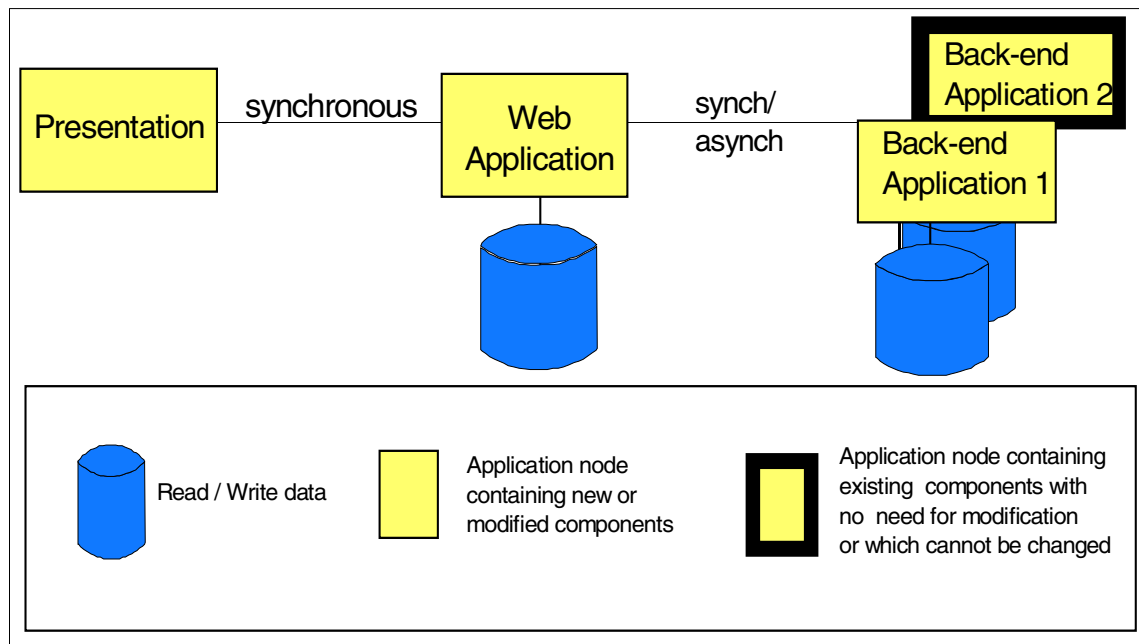 Presentation
synchronous
Web
Application
synch/
asynch
Back-end
Application 2
Back-end
Application 1
Read / Write data
Application node
containing new or
modified components
Application node containing
existing components with
no need for modification
or which cannot be changed